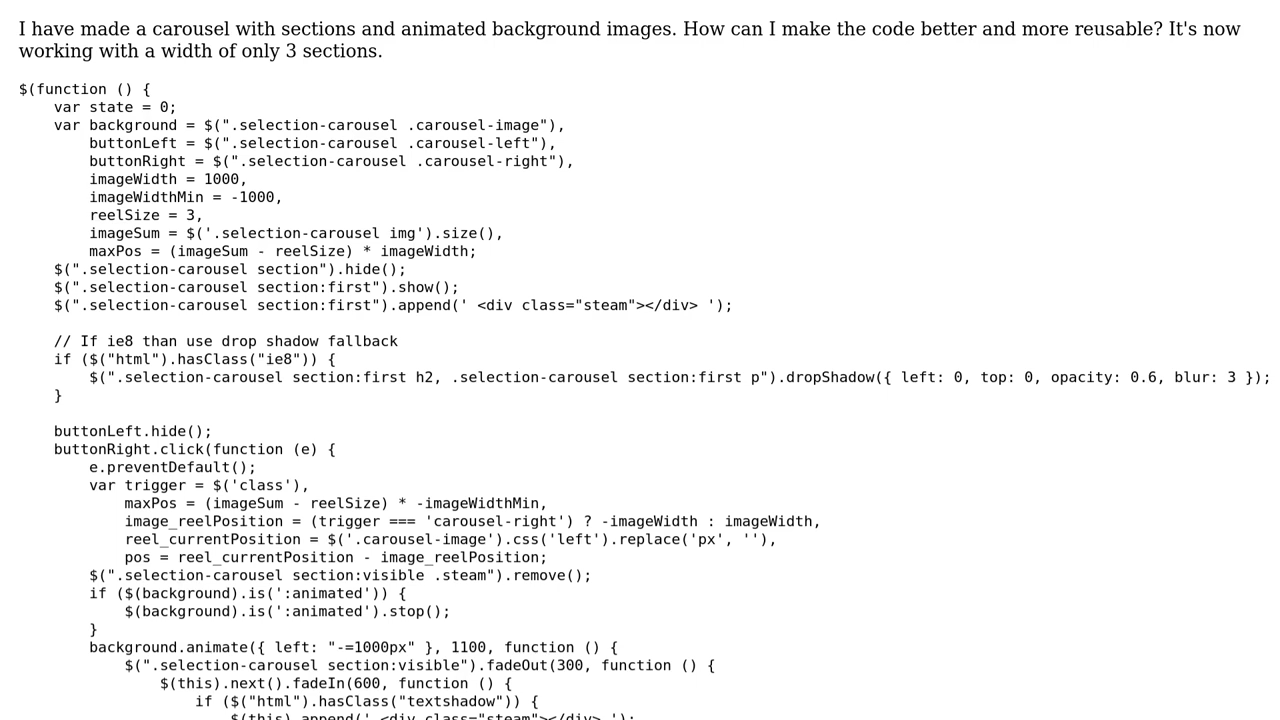 I have made a carousel with sections and animated background images. How can I make the code better and more reusable? It's now
working with a width of only 3 sections.
$(function () {
    var state = 0;
    var background = $(".selection-carousel .carousel-image"),
        buttonLeft = $(".selection-carousel .carousel-left"),
        buttonRight = $(".selection-carousel .carousel-right"),
        imageWidth = 1000,
        imageWidthMin = -1000,
        reelSize = 3,
        imageSum = $('.selection-carousel img').size(),
        maxPos = (imageSum - reelSize) * imageWidth;
    $(".selection-carousel section").hide();
    $(".selection-carousel section:first").show();
    $(".selection-carousel section:first").append(' <div class="steam"></div> ');
    // If ie8 than use drop shadow fallback
    if ($("html").hasClass("ie8")) {
        $(".selection-carousel section:first h2, .selection-carousel section:first p").dropShadow({ left: 0, top: 0, opacity: 0.6, blur: 3 });
    }
    buttonLeft.hide();
    buttonRight.click(function (e) {
        e.preventDefault();
        var trigger = $('class'),
            maxPos = (imageSum - reelSize) * -imageWidthMin,
            image_reelPosition = (trigger === 'carousel-right') ? -imageWidth : imageWidth,
            reel_currentPosition = $('.carousel-image').css('left').replace('px', ''),
            pos = reel_currentPosition - image_reelPosition;
        $(".selection-carousel section:visible .steam").remove();
        if ($(background).is(':animated')) {
            $(background).is(':animated').stop();
        }
        background.animate({ left: "-=1000px" }, 1100, function () {
            $(".selection-carousel section:visible").fadeOut(300, function () {
                $(this).next().fadeIn(600, function () {
                    if ($("html").hasClass("textshadow")) {
                        $(this).append(' <div class="steam"></div> ');